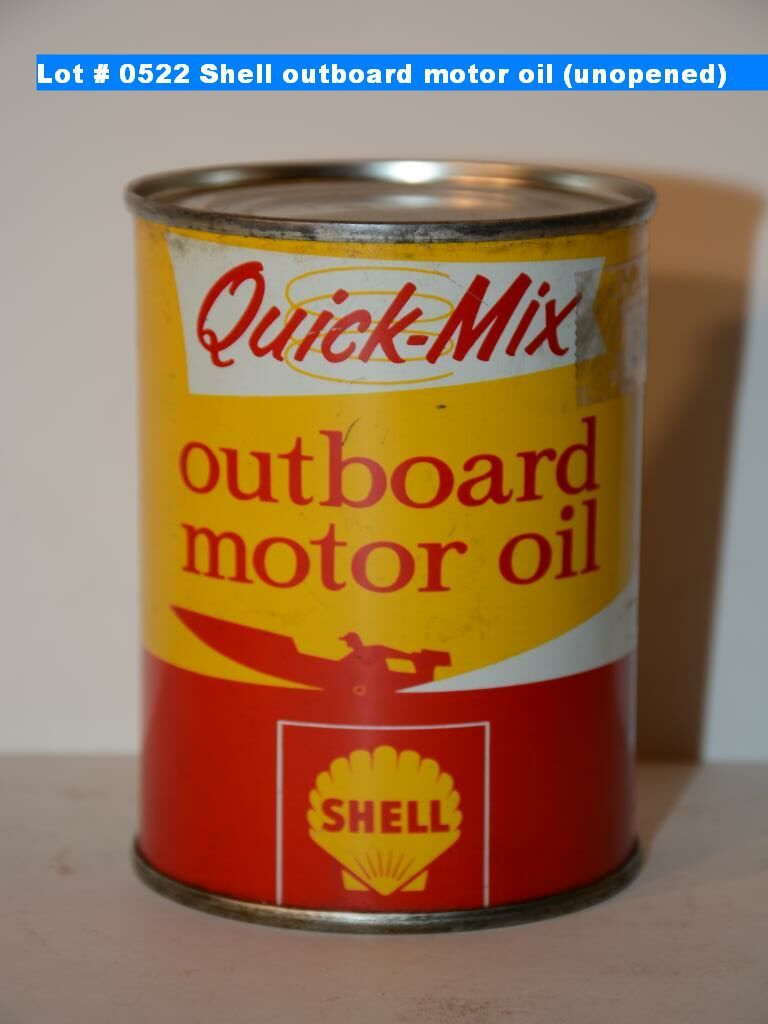 Lot # 0522 Shell outboard motor oil (unopened)
Quick-Mix
outboard
motor oil
SHELL